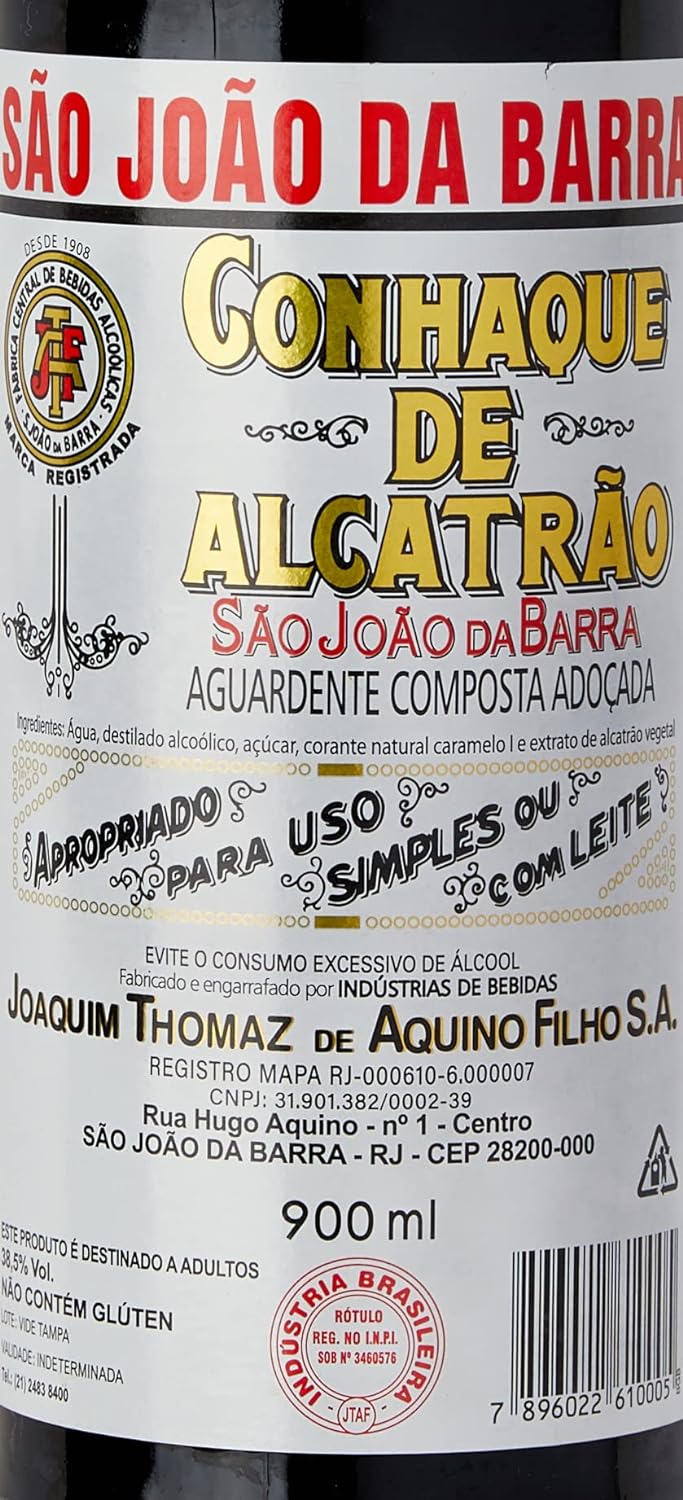 SÃO JOÃO DA BARRA
DESDE 1908
FABRICA CENTRAL DE BEBIDAS ALCOÓLICAS
JTAF
· S.JOÃO DA BARRA ·
MARCA REGISTRADA
CONHAQUE
DE
ALCATRÃO
SÃO JOÃO DA BARRA
AGUARDENTE COMPOSTA ADOÇADA
Ingredientes: Água, destilado alcoólico, açúcar, corante natural caramelo I e extrato de alcatrão vegetal
APROPRIADO PARA USO SIMPLES OU COM LEITE
EVITE O CONSUMO EXCESSIVO DE ÁLCOOL
Fabricado e engarrafado por INDÚSTRIAS DE BEBIDAS
JOAQUIM THOMAZ DE AQUINO FILHO S.A.
REGISTRO MAPA RJ-000610-6.000007
CNPJ: 31.901.382/0002-39
Rua Hugo Aquino - nº 1 - Centro
SÃO JOÃO DA BARRA - RJ - CEP 28200-000
900 ml
ESTE PRODUTO É DESTINADO A ADULTOS
38,5% Vol.
NÃO CONTÉM GLÚTEN
LOTE: VIDE TAMPA
VALIDADE: INDETERMINADA
Tel.: (21) 2483 8400
INDÚSTRIA BRASILEIRA
RÓTULO
REG. NO I.N.P.I.
SOB Nº 3460576
- JTAF -
7 896022 610005